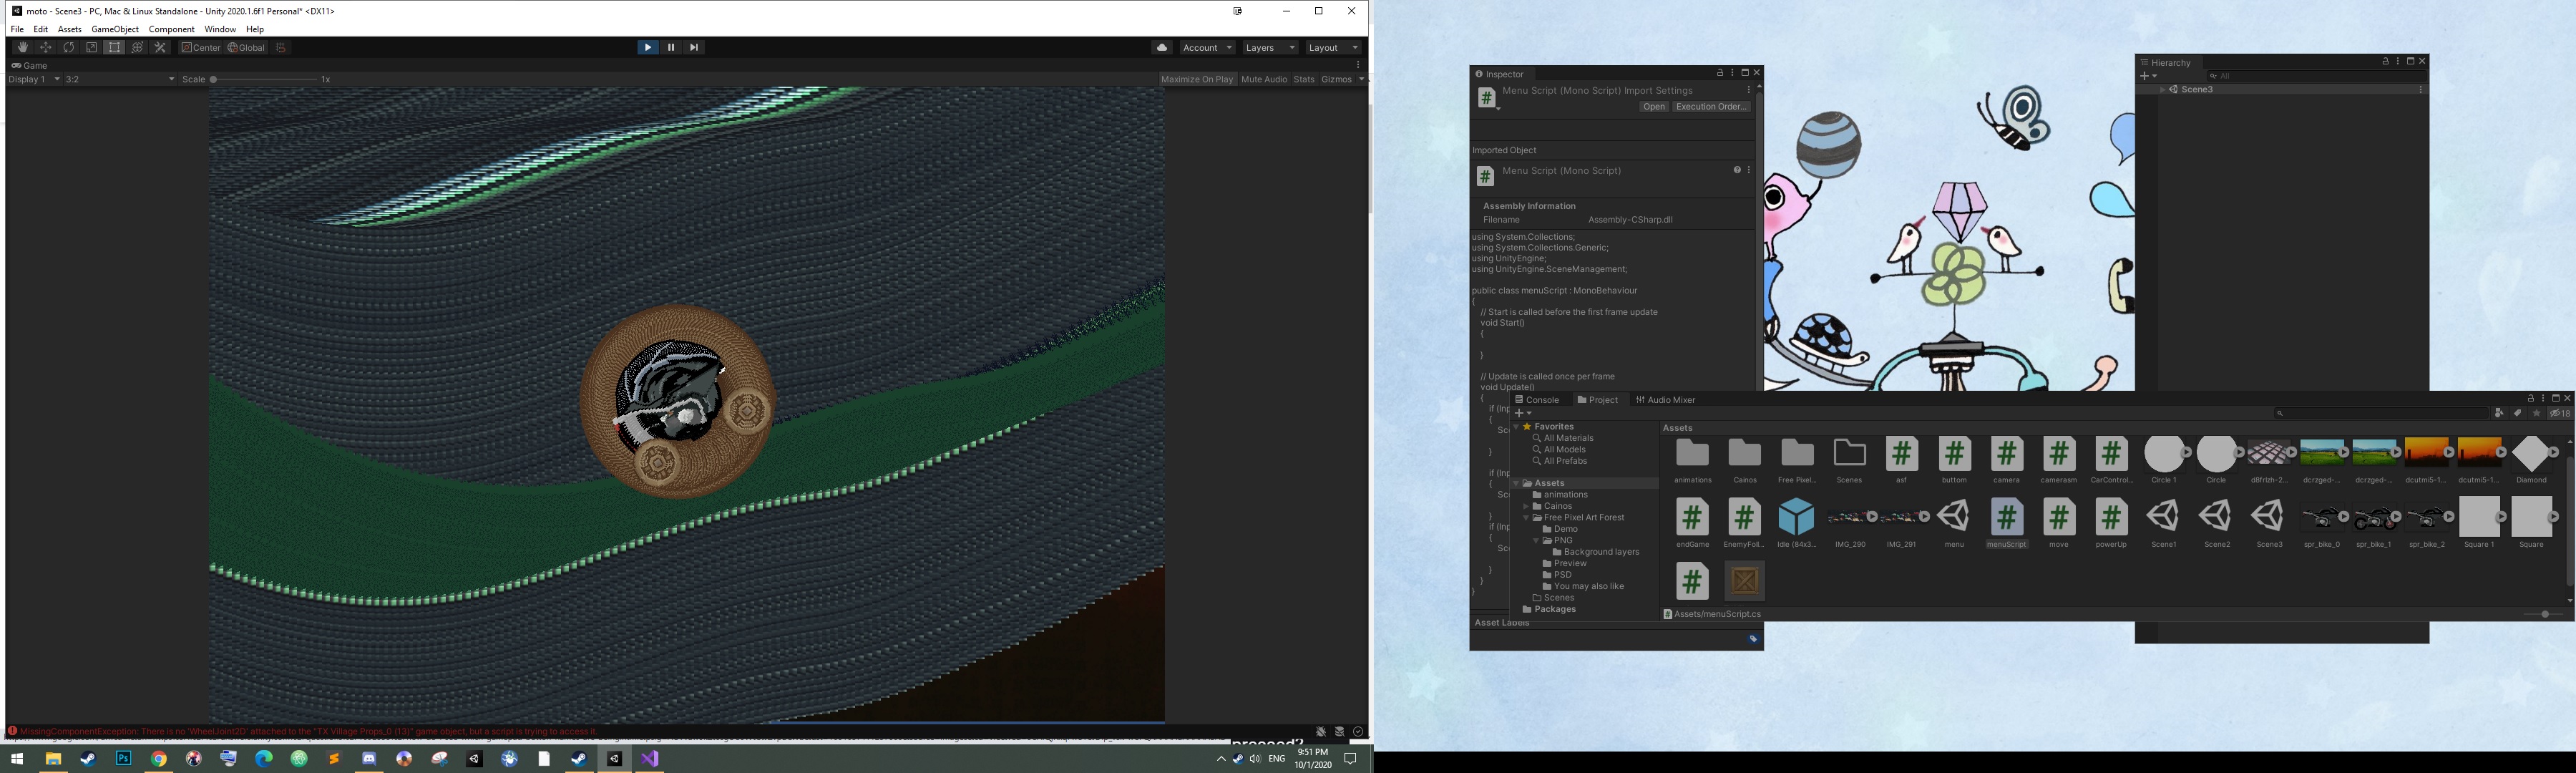 moto - Scene3 - PC, Mac & Linux Standalone - Unity 2020.1.6f1 Personal* <DX11>
File Edit Assets GameObject Component Window Help
Center Global
Account Layers Layout
Game
Display 1 3:2 Scale 1x
Maximize On Play Mute Audio Stats Gizmos
MissingComponentException: There is no 'WheelJoint2D' attached to the "TX Village Props_0 (13)" game object, but a script is trying to access it.
pressed?
ENG
9:51 PM
10/1/2020
Inspector
Menu Script (Mono Script) Import Settings
Open Execution Order...
Imported Object
Menu Script (Mono Script)
Assembly Information
Filename Assembly-CSharp.dll
using System.Collections;
using System.Collections.Generic;
using UnityEngine;
using UnityEngine.SceneManagement;
public class menuScript : MonoBehaviour
{
// Start is called before the first frame update
void Start()
{
}
// Update is called once per frame
void Update()
{
if (Inp
{
Sc
}
if (Inp
{
Sc
}
if (Inp
{
Sc
}
}
}
Asset Labels
Hierarchy
All
Scene3
Console Project Audio Mixer
18
Favorites
All Materials
All Models
All Prefabs
Assets
animations
Cainos
Free Pixel Art Forest
Demo
PNG
Background layers
Preview
PSD
You may also like
Scenes
Packages
Assets
animations Cainos Free Pixel... Scenes asf buttom camera camerasm CarControl... Circle 1 Circle d8frlzh-2... dcrzged-... dcrzged-... dcutmi5-1... dcutmi5-1... Diamond
endGame EnemyFoll... Idle (84x3... IMG_290 IMG_291 menu menuScript move powerUp Scene1 Scene2 Scene3 spr_bike_0 spr_bike_1 spr_bike_2 Square 1 Square
Assets/menuScript.cs